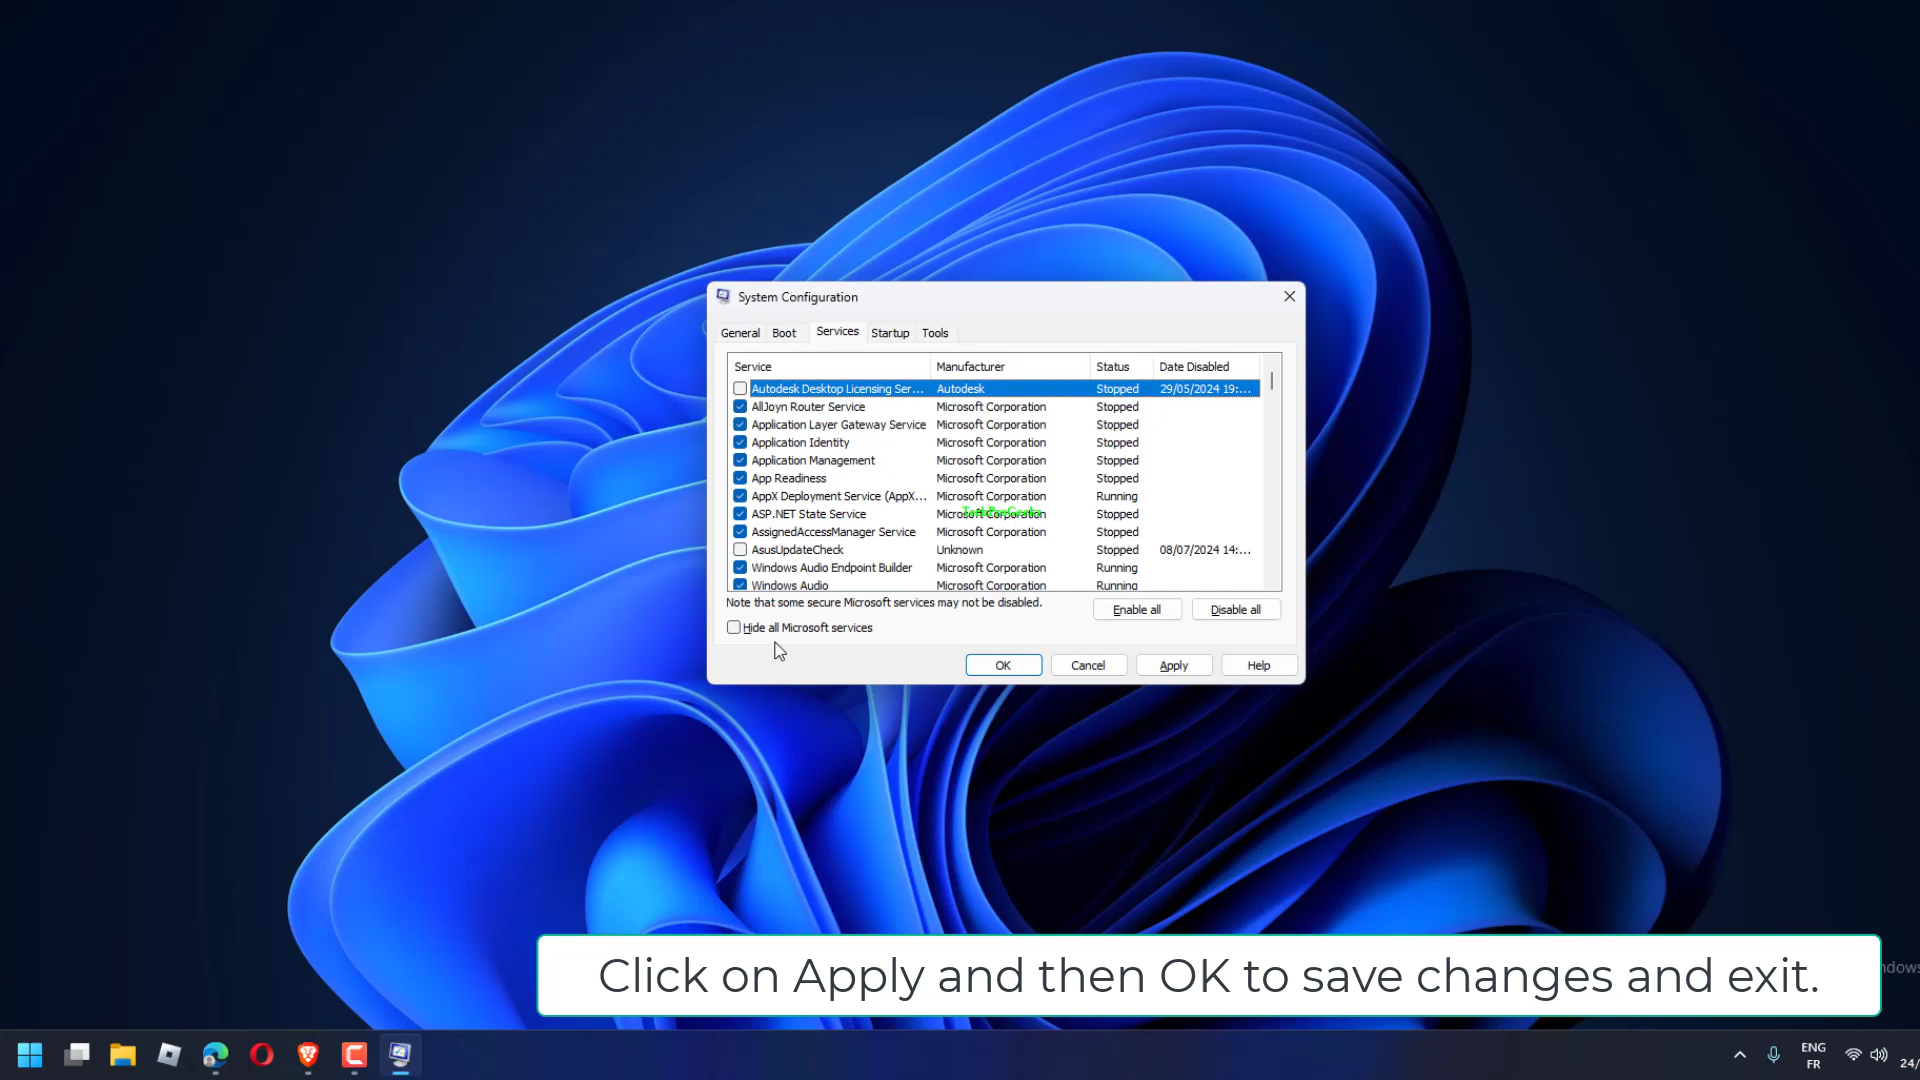 System Configuration
General Boot Services Startup Tools
Service Manufacturer Status Date Disabled
Autodesk Desktop Licensing Ser... Autodesk Stopped 29/05/2024 19:...
AllJoyn Router Service Microsoft Corporation Stopped
Application Layer Gateway Service Microsoft Corporation Stopped
Application Identity Microsoft Corporation Stopped
Application Management Microsoft Corporation Stopped
App Readiness Microsoft Corporation Stopped
AppX Deployment Service (AppX... Microsoft Corporation Running
ASP.NET State Service Microsoft Corporation Stopped
AssignedAccessManager Service Microsoft Corporation Stopped
AsusUpdateCheck Unknown Stopped 08/07/2024 14:...
Windows Audio Endpoint Builder Microsoft Corporation Running
Windows Audio Microsoft Corporation Running
Note that some secure Microsoft services may not be disabled.
Enable all Disable all
Hide all Microsoft services
OK Cancel Apply Help
Click on Apply and then OK to save changes and exit.
ENG
FR
24/